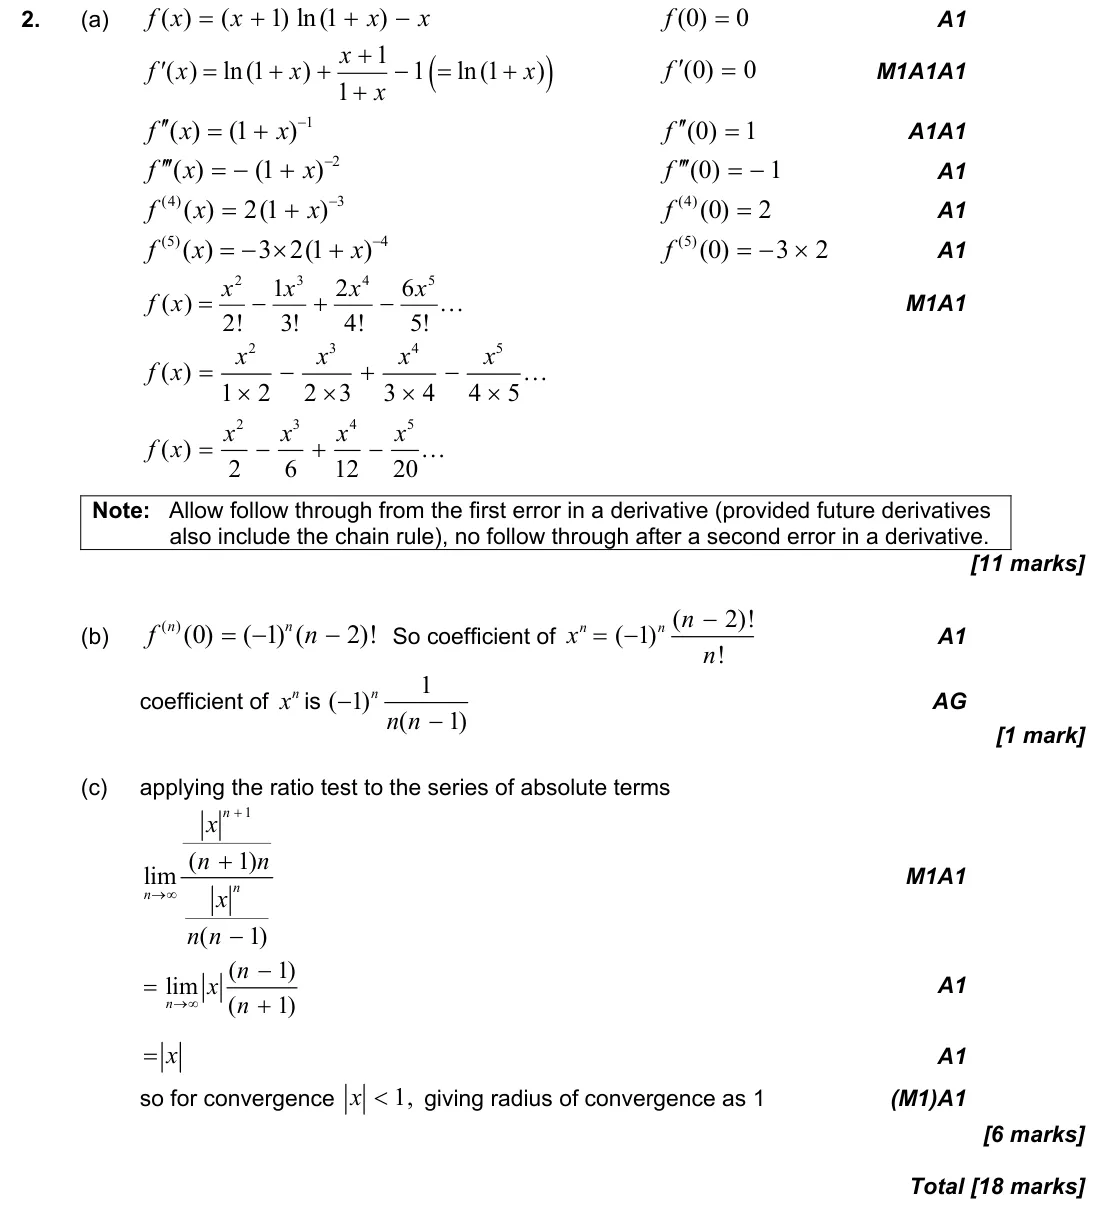 2. (a) f(x) = (x + 1) ln(1 + x) − x f(0) = 0 A1
f′(x) = ln(1 + x) + (x + 1)/(1 + x) − 1 (= ln(1 + x)) f′(0) = 0 M1A1A1
f″(x) = (1 + x)⁻¹ f″(0) = 1 A1A1
f‴(x) = − (1 + x)⁻² f‴(0) = − 1 A1
f⁽⁴⁾(x) = 2(1 + x)⁻³ f⁽⁴⁾(0) = 2 A1
f⁽⁵⁾(x) = −3×2(1 + x)⁻⁴ f⁽⁵⁾(0) = −3 × 2 A1
f(x) = x²/2! − 1x³/3! + 2x⁴/4! − 6x⁵/5! … M1A1
f(x) = x²/(1 × 2) − x³/(2 × 3) + x⁴/(3 × 4) − x⁵/(4 × 5) …
f(x) = x²/2 − x³/6 + x⁴/12 − x⁵/20 …
Note: Allow follow through from the first error in a derivative (provided future derivatives
also include the chain rule), no follow through after a second error in a derivative.
[11 marks]
(b) f⁽ⁿ⁾(0) = (−1)ⁿ(n − 2)! So coefficient of xⁿ = (−1)ⁿ (n − 2)!/n! A1
coefficient of xⁿ is (−1)ⁿ 1/(n(n − 1)) AG
[1 mark]
(c) applying the ratio test to the series of absolute terms
lim n→∞ (|x|ⁿ⁺¹/((n + 1)n))/(|x|ⁿ/(n(n − 1))) M1A1
= lim n→∞ |x| (n − 1)/(n + 1) A1
=|x| A1
so for convergence |x| < 1, giving radius of convergence as 1 (M1)A1
[6 marks]
Total [18 marks]